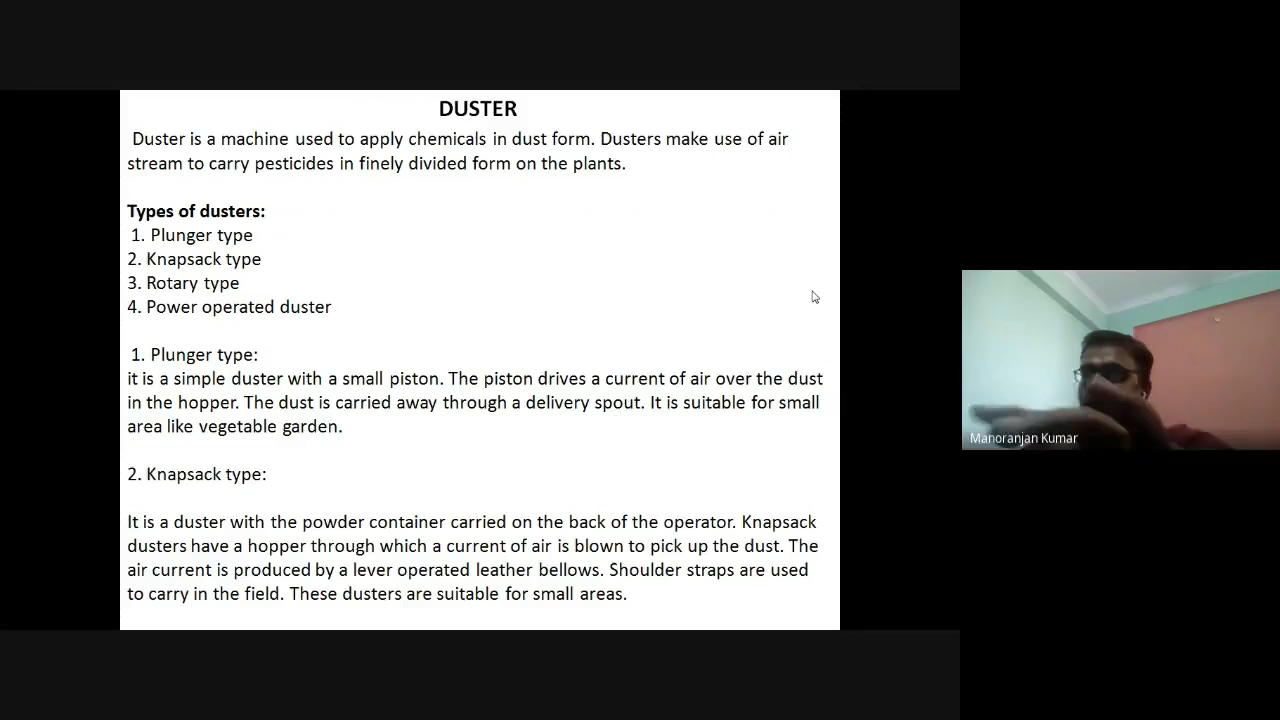 DUSTER
Duster is a machine used to apply chemicals in dust form. Dusters make use of air
stream to carry pesticides in finely divided form on the plants.
Types of dusters:
1. Plunger type
2. Knapsack type
3. Rotary type
4. Power operated duster
1. Plunger type:
it is a simple duster with a small piston. The piston drives a current of air over the dust
in the hopper. The dust is carried away through a delivery spout. It is suitable for small
area like vegetable garden.
2. Knapsack type:
It is a duster with the powder container carried on the back of the operator. Knapsack
dusters have a hopper through which a current of air is blown to pick up the dust. The
air current is produced by a lever operated leather bellows. Shoulder straps are used
to carry in the field. These dusters are suitable for small areas.
Manoranjan Kumar